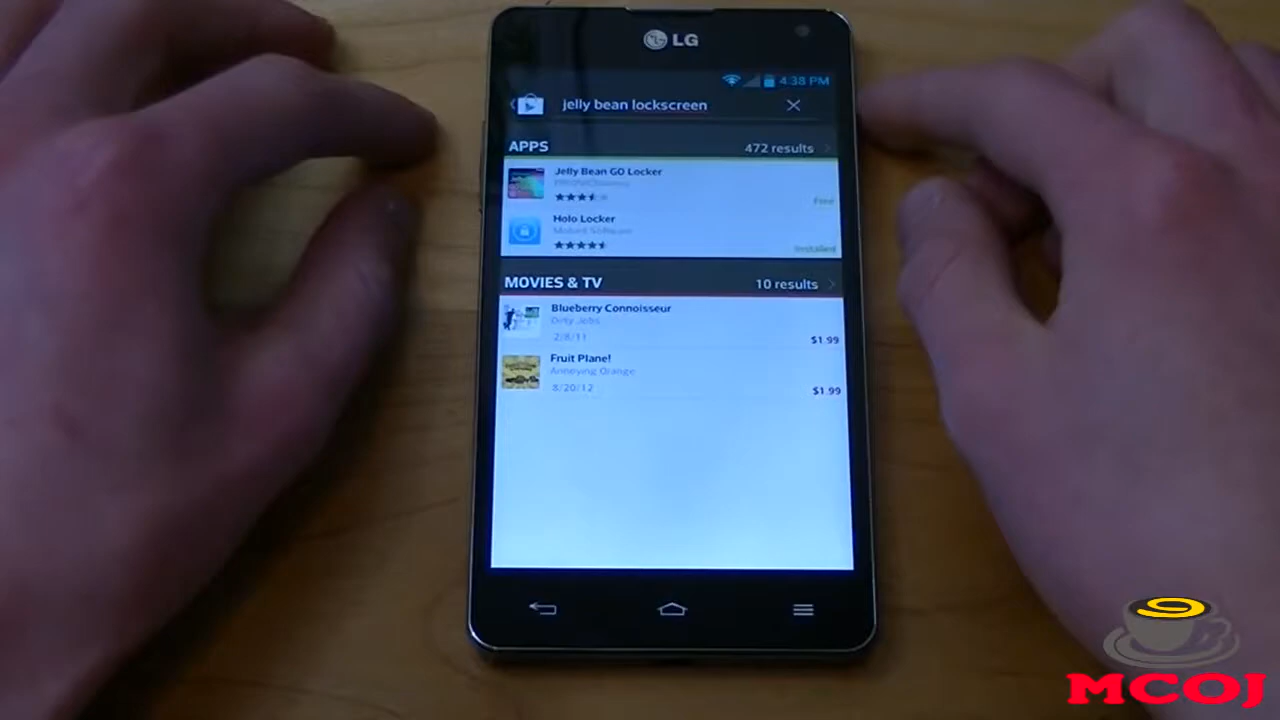 LG
4:38 PM
jelly bean lockscreen
APPS
472 results
Jelly Bean GO Locker
Free
Holo Locker
Installed
MOVIES & TV
10 results
Blueberry Connoisseur
Dirty Jobs
2/8/11
$1.99
Fruit Plane!
Annoying Orange
8/20/12
$1.99
MCOJ